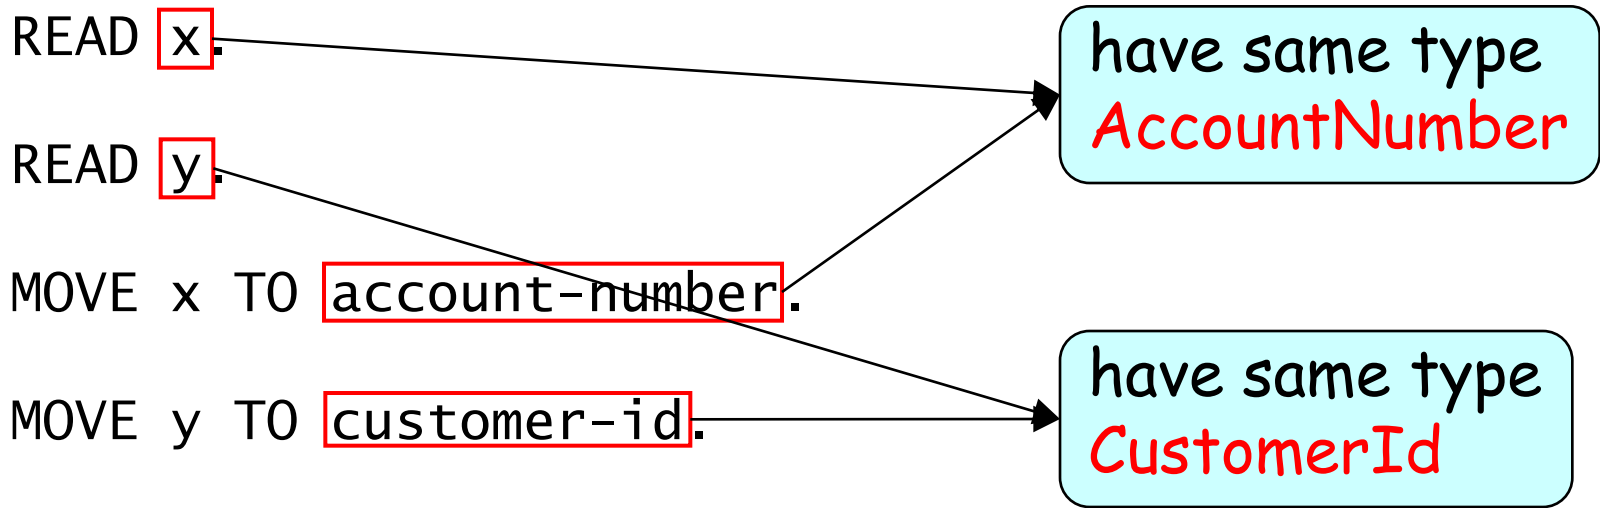 READ x.
READ y.
MOVE x TO account-number.
MOVE y TO customer-id.
have same type
AccountNumber
have same type
CustomerId